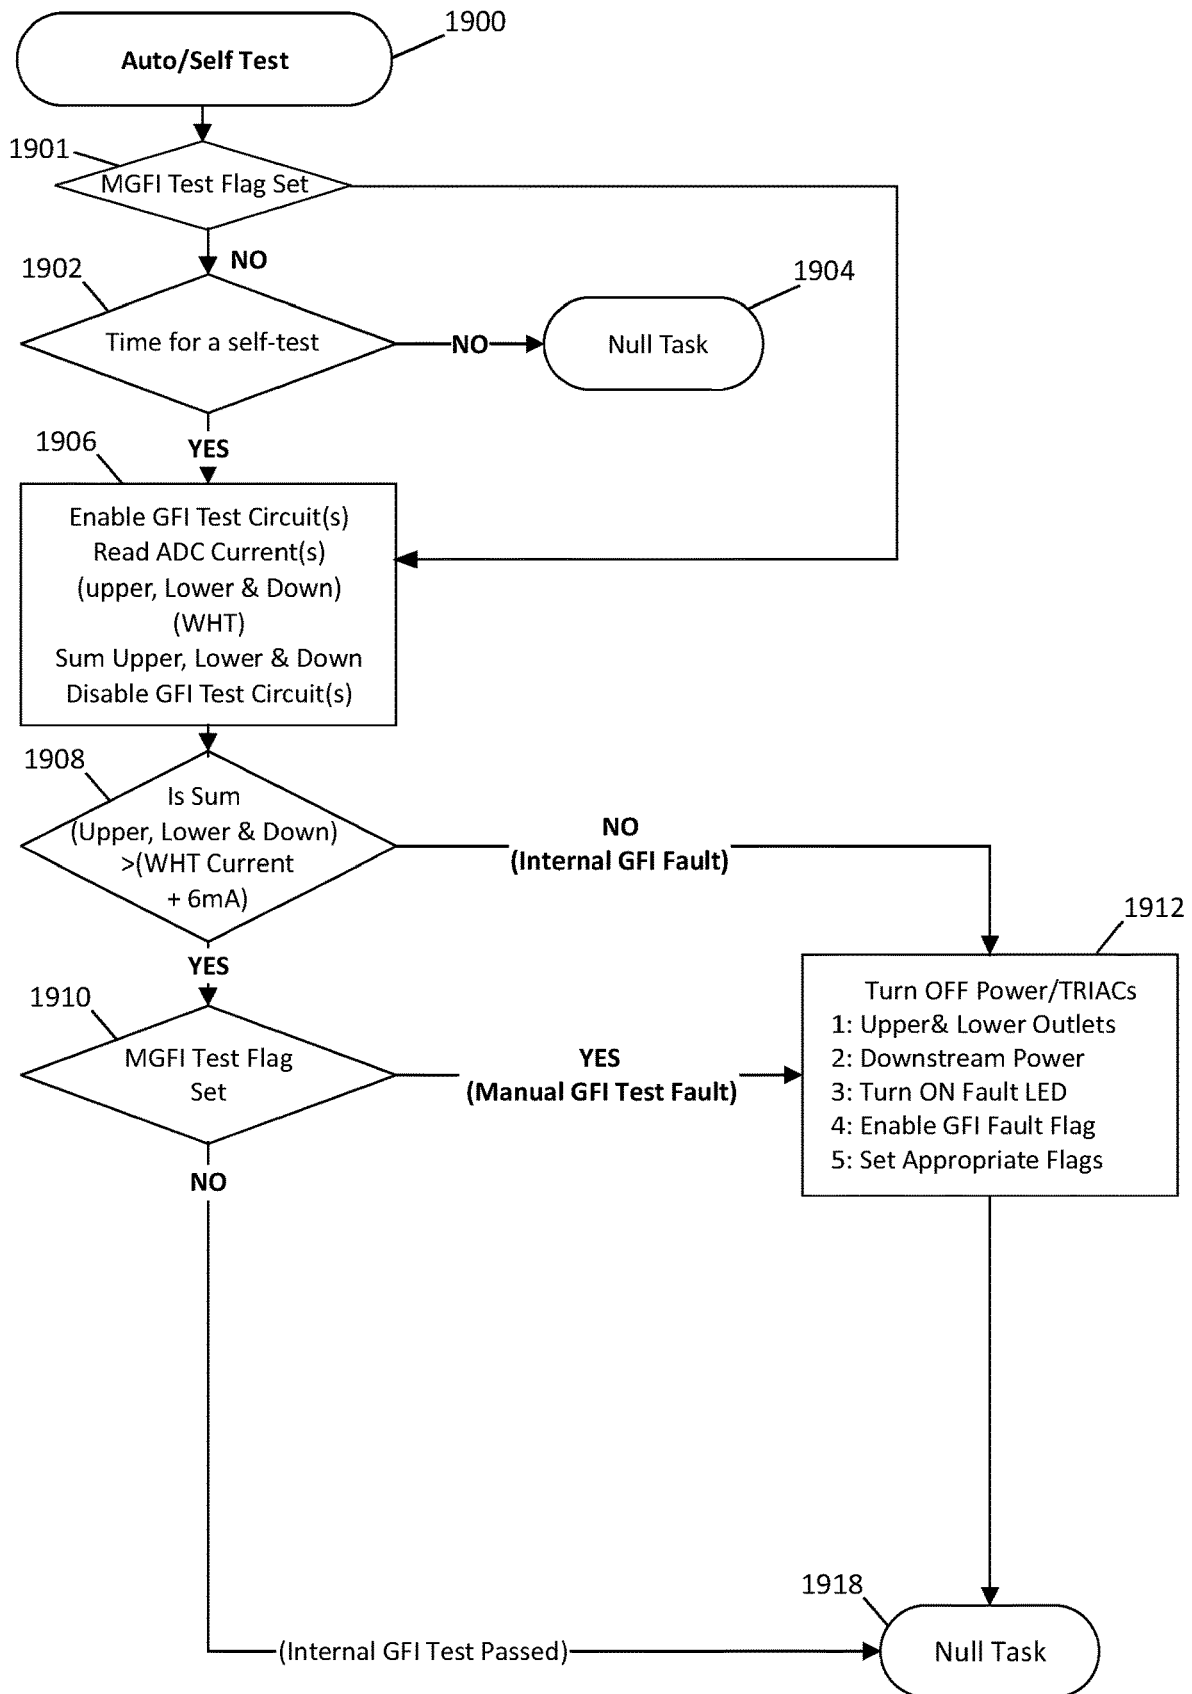 1900
Auto/Self Test
1901
MGFI Test Flag Set
NO
1902
1904
Time for a self-test
NO
Null Task
YES
1906
Enable GFI Test Circuit(s)
Read ADC Current(s)
(upper, Lower & Down)
(WHT)
Sum Upper, Lower & Down
Disable GFI Test Circuit(s)
1908
Is Sum
(Upper, Lower & Down)
>(WHT Current
+ 6mA)
NO
(Internal GFI Fault)
YES
1912
1910
MGFI Test Flag
Set
YES
(Manual GFI Test Fault)
Turn OFF Power/TRIACs
1: Upper& Lower Outlets
2: Downstream Power
3: Turn ON Fault LED
4: Enable GFI Fault Flag
5: Set Appropriate Flags
NO
1918
(Internal GFI Test Passed)
Null Task